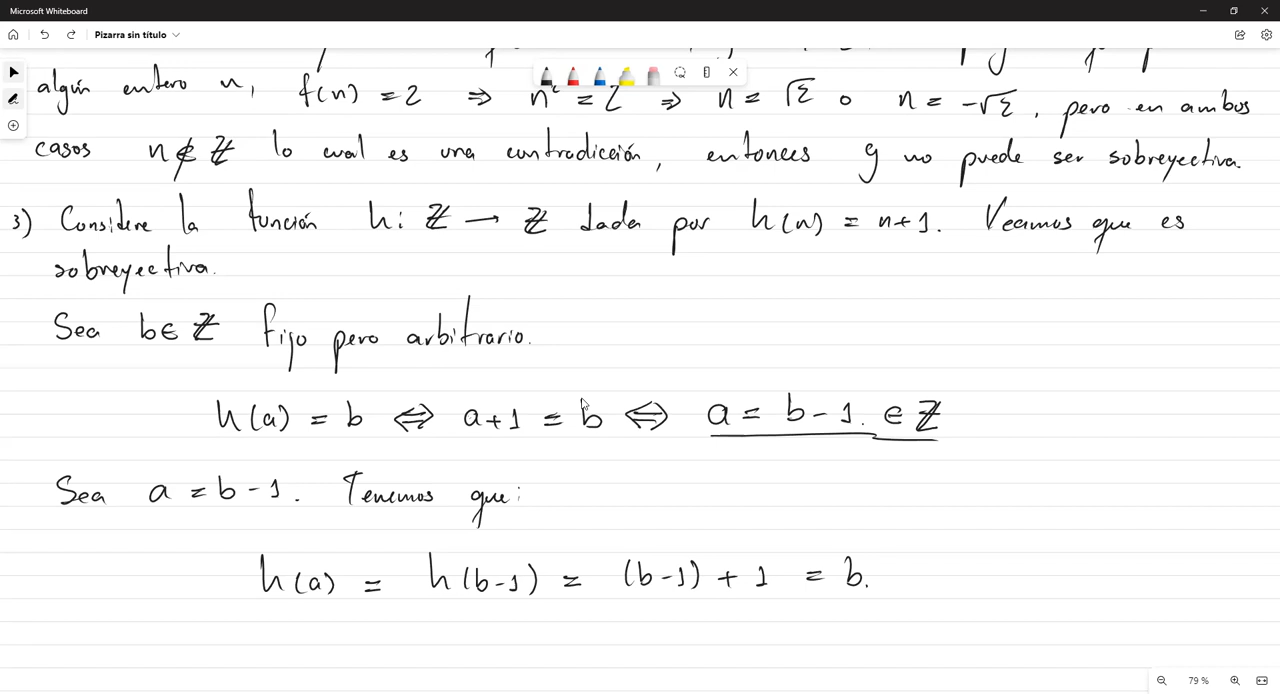 Microsoft Whiteboard
Pizarra sin título
algún entero n, f(n) = 2 ⇒ n² = 2 ⇒ n = √2 o n = -√2, pero en ambos
casos n ∉ ℤ lo cual es una contradicción, entonces g no puede ser sobreyectiva.
3) Considere la función h: ℤ → ℤ dada por h(n) = n+1. Veamos que es
sobreyectiva.
Sea b ∈ ℤ fijo pero arbitrario.
h(a) = b ⇔ a+1 = b ⇔ a = b-1. ∈ ℤ
Sea a = b-1. Tenemos que:
h(a) = h(b-1) = (b-1) + 1 = b.
79 %